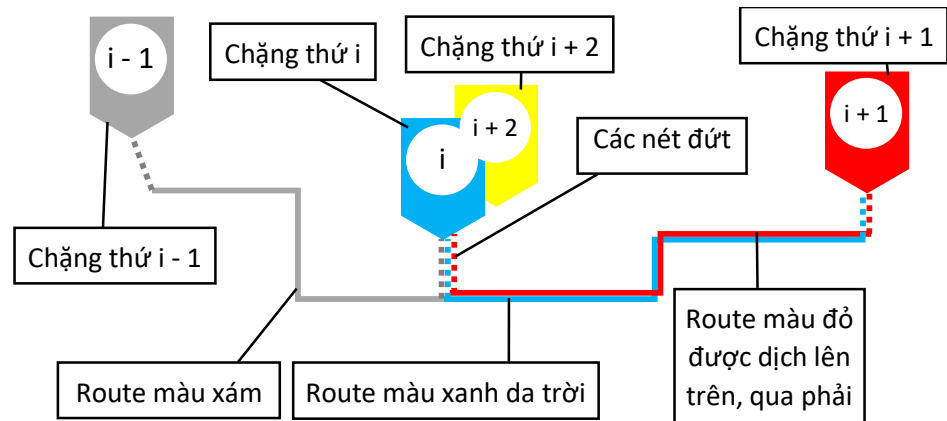 i - 1
Chặng thứ i
Chặng thứ i + 2
Chặng thứ i + 1
i
i + 2
i + 1
Các nét đứt
Chặng thứ i - 1
Route màu xám
Route màu xanh da trời
Route màu đỏ
được dịch lên
trên, qua phải